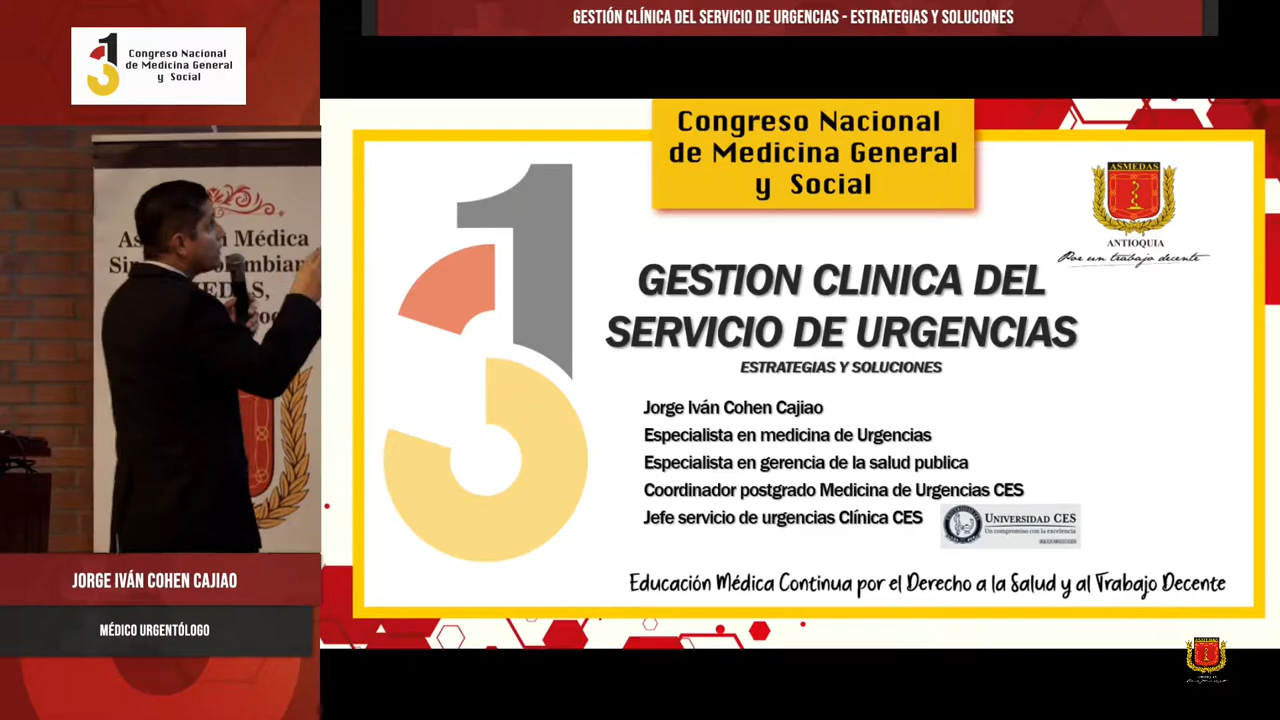 GESTIÓN CLÍNICA DEL SERVICIO DE URGENCIAS - ESTRATEGIAS Y SOLUCIONES
31
Congreso Nacional
de Medicina General
y Social
Congreso Nacional
de Medicina General
y Social
31
ASMEDAS
ANTIOQUIA
Por un trabajo decente
GESTION CLINICA DEL
SERVICIO DE URGENCIAS
ESTRATEGIAS Y SOLUCIONES
Jorge Iván Cohen Cajiao
Especialista en medicina de Urgencias
Especialista en gerencia de la salud publica
Coordinador postgrado Medicina de Urgencias CES
Jefe servicio de urgencias Clínica CES
UNIVERSIDAD CES
Un compromiso con la excelencia
Educación Médica Continua por el Derecho a la Salud y al Trabajo Decente
Médica
JORGE IVÁN COHEN CAJIAO
MÉDICO URGENTÓLOGO
ASMEDAS